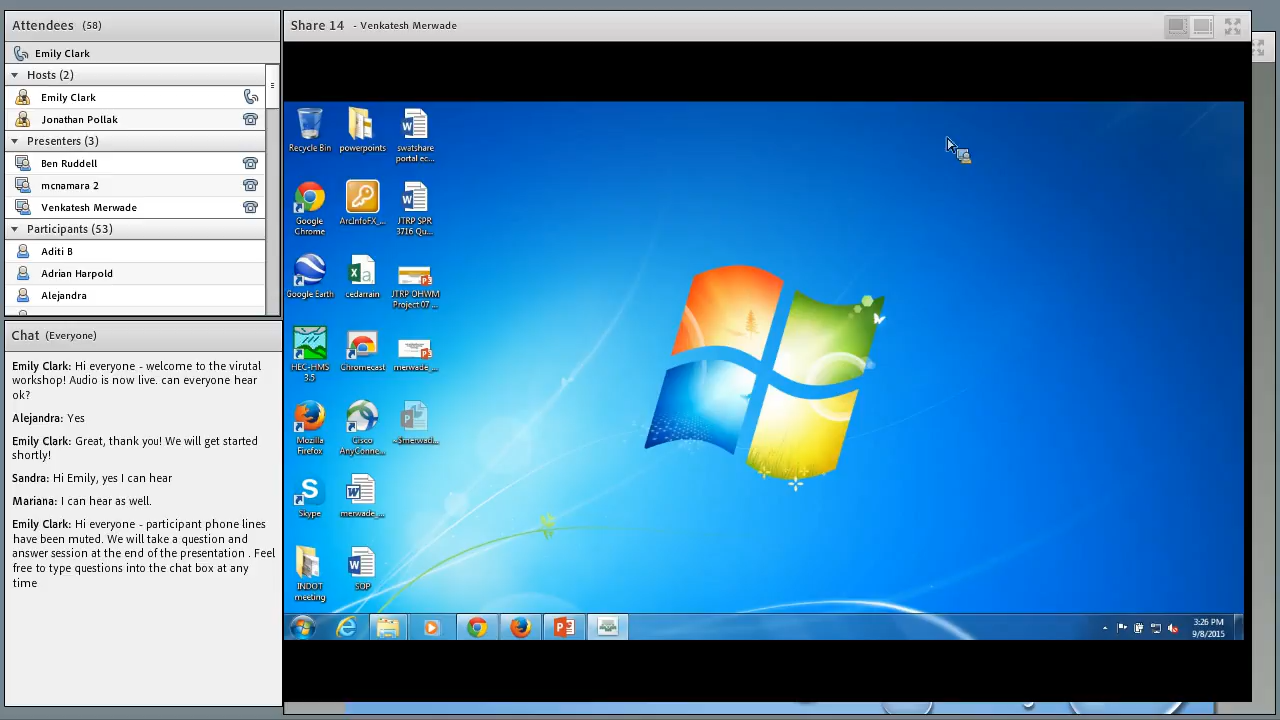 Attendees (58)
Emily Clark
Hosts (2)
Emily Clark
Jonathan Pollak
Presenters (3)
Ben Ruddell
mcnamara 2
Venkatesh Merwade
Participants (53)
Aditi B
Adrian Harpold
Alejandra
Chat (Everyone)
Emily Clark: Hi everyone - welcome to the virutal
workshop! Audio is now live. can everyone hear
ok?
Alejandra: Yes
Emily Clark: Great, thank you! We will get started
shortly!
Sandra: Hi Emily, yes I can hear
Mariana: I can hear as well.
Emily Clark: Hi everyone - participant phone lines
have been muted. We will take a question and
answer session at the end of the presentation . Feel
free to type questions into the chat box at any
time
Share 14 - Venkatesh Merwade
Recycle Bin
powerpoints
swatshare
portal ec...
Google
Chrome
ArcInfoFX_...
JTRP SPR
3716 Qu...
Google Earth
cedarrain
JTRP OHWM
Project 07 ...
HEC-HMS
3.5
Chromecast
merwade_...
Mozilla
Firefox
Cisco
AnyConne...
~$merwad...
Skype
merwade_...
INDOT
meeting
SOP
3:26 PM
9/8/2015